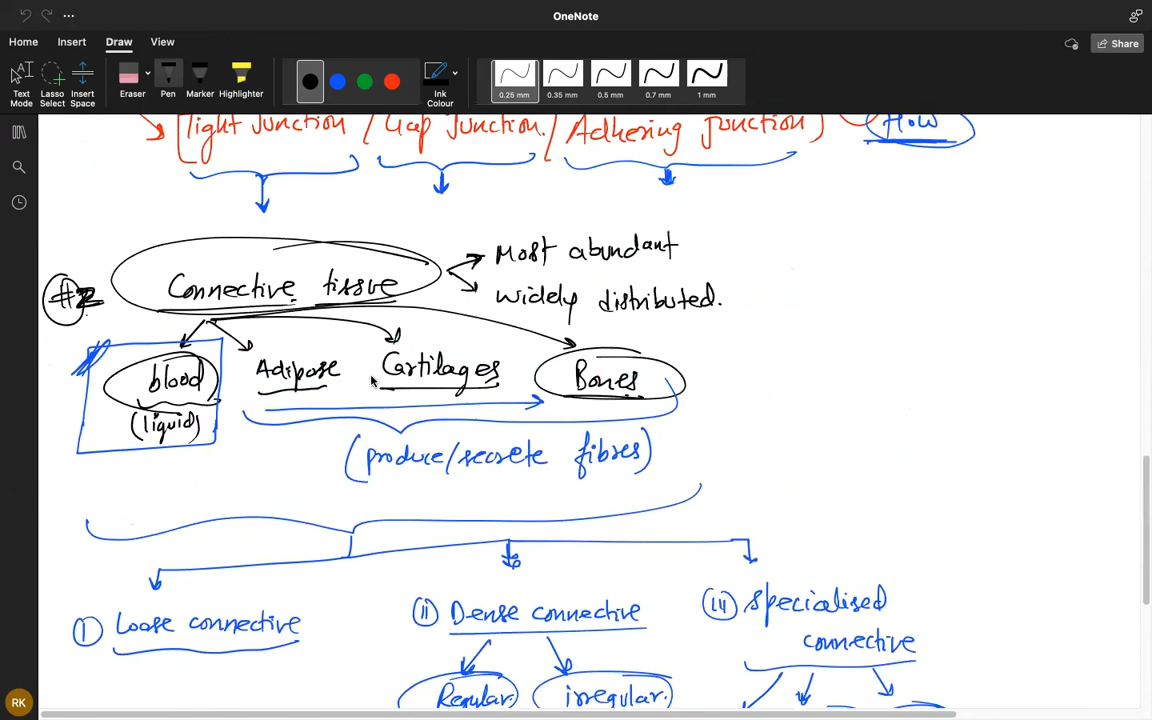 OneNote
Home Insert Draw View
Share
Text Mode
Lasso Select
Insert Space
Eraser
Pen
Marker
Highlighter
Ink Colour
0.25 mm 0.35 mm 0.5 mm 0.7 mm 1 mm
[Tight Junction / Gap Junction. / Adhering Junction) Flow
#2 Connective tissue
Most abundant
widely distributed.
blood
(liquid)
Adipose Cartilages Bones
(produce/secrete fibres)
(i) Loose connective
(ii) Dense connective
Regular. irregular.
(iii) Specialised
connective
RK